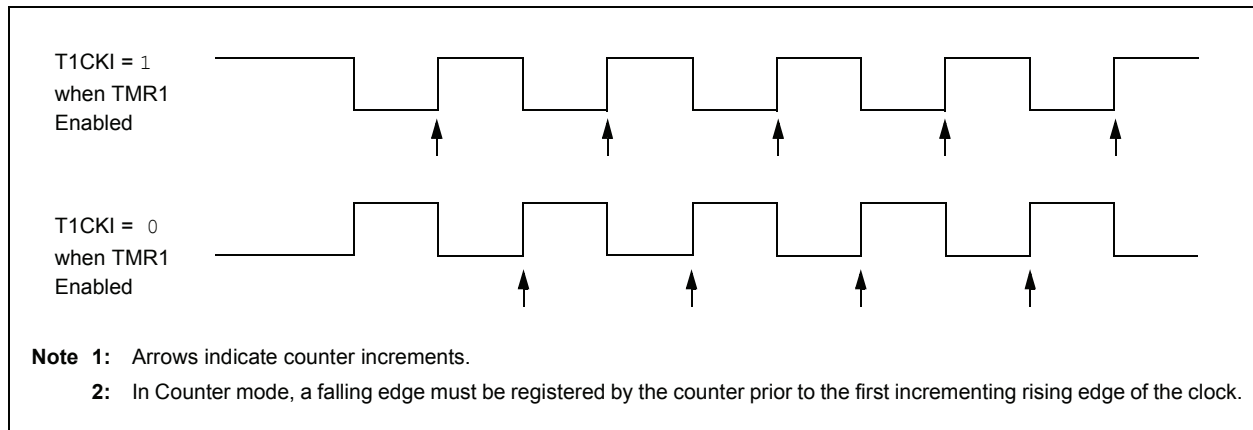 T1CKI = 1
when TMR1
Enabled
T1CKI = 0
when TMR1
Enabled
Note 1: Arrows indicate counter increments.
2: In Counter mode, a falling edge must be registered by the counter prior to the first incrementing rising edge of the clock.